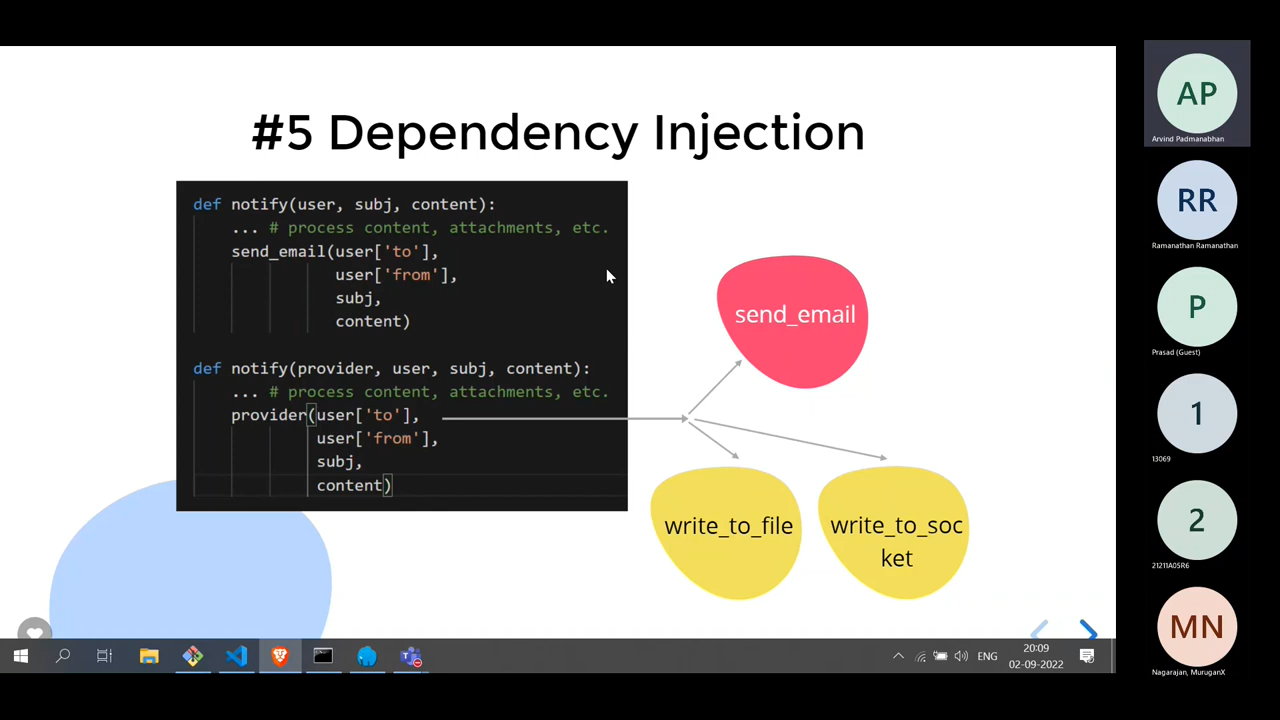 #5 Dependency Injection
def notify(user, subj, content):
... # process content, attachments, etc.
send_email(user['to'],
user['from'],
subj,
content)
def notify(provider, user, subj, content):
... # process content, attachments, etc.
provider(user['to'],
user['from'],
subj,
content)
send_email
write_to_file
write_to_soc
ket
AP
Arvind Padmanabhan
RR
Ramanathan Ramanathan
P
Prasad (Guest)
1
13069
2
21211A05R6
MN
Nagarajan, MuruganX
ENG
20:09
02-09-2022